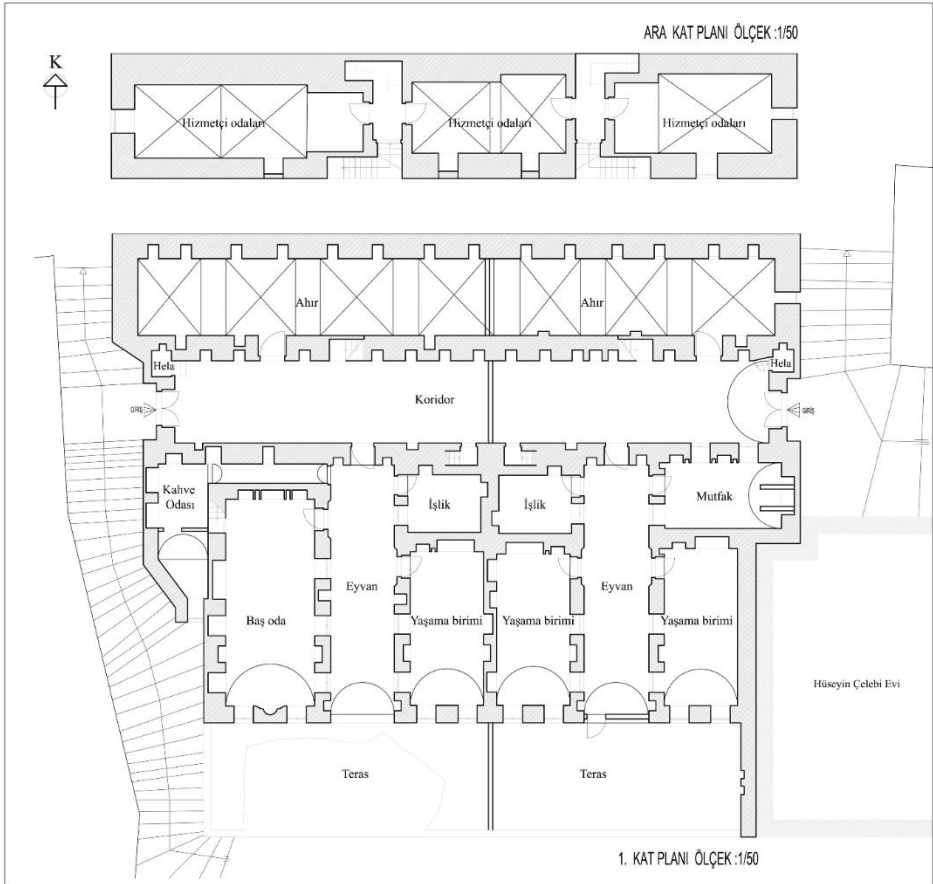 ARA KAT PLANI ÖLÇEK :1/50
K
Hizmetçi odaları
Hizmetçi odaları
Hizmetçi odaları
Ahır
Ahır
Hela
Hela
Koridor
GİRİŞ
GİRİŞ
Kahve
Odası
İşlik
İşlik
Mutfak
Baş oda
Eyvan
Yaşama birimi
Yaşama birimi
Eyvan
Yaşama birimi
Hüseyin Çelebi Evi
Teras
Teras
1. KAT PLANI ÖLÇEK :1/50